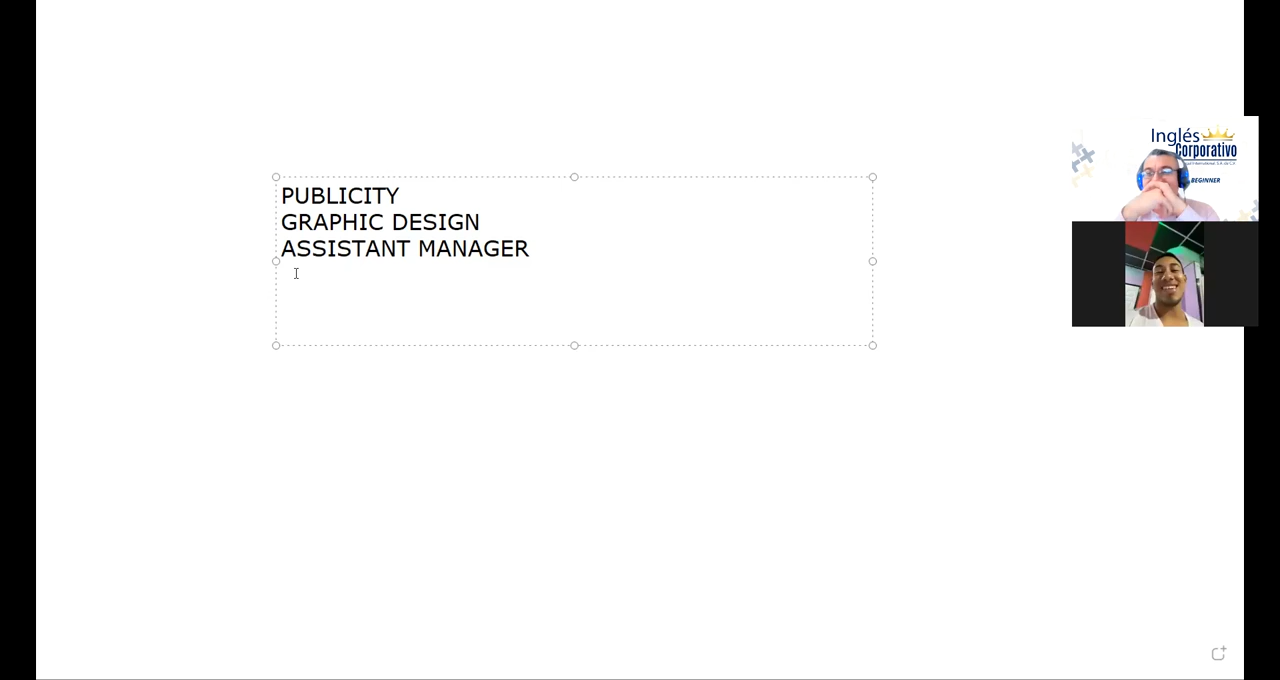 PUBLICITY
GRAPHIC DESIGN
ASSISTANT MANAGER
Inglés
Corporativo
BEGINNER